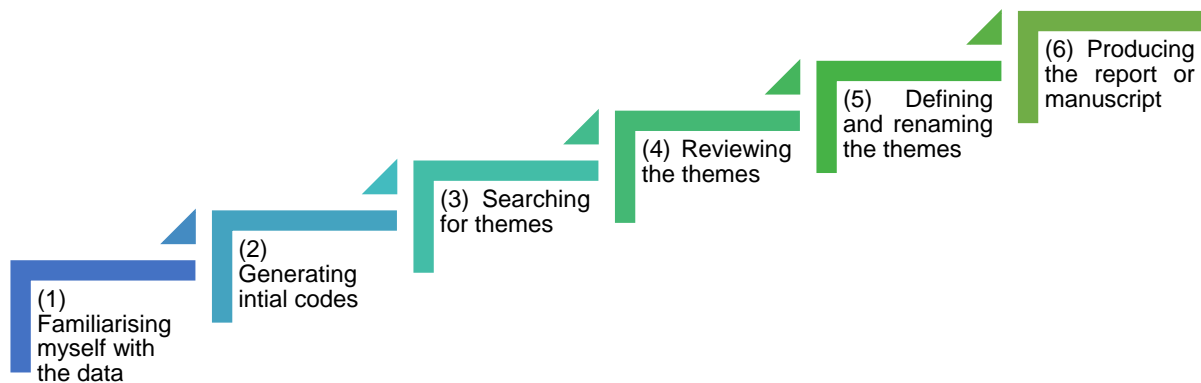 (1)
Familiarising
myself with
the data
(2)
Generating
intial codes
(3) Searching
for themes
(4) Reviewing
the themes
(5) Defining
and renaming
the themes
(6) Producing
the report or
manuscript